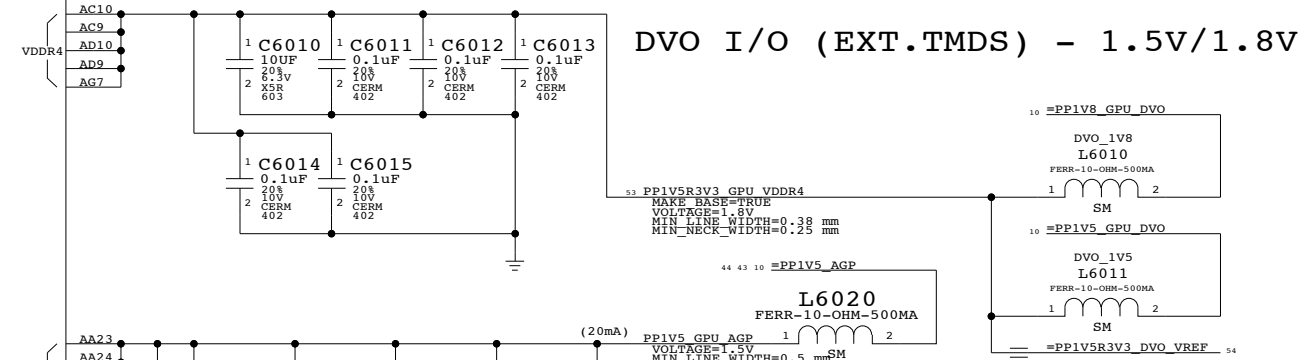 AC10
AC9
VDDR4
AD10
AD9
AG7
1 C6010
10UF
20%
6.3V
2 X5R
603
1 C6011
0.1uF
20%
10V
2 CERM
402
1 C6012
0.1uF
20%
10V
2 CERM
402
1 C6013
0.1uF
20%
10V
2 CERM
402
DVO I/O (EXT.TMDS) - 1.5V/1.8V
1 C6014
0.1uF
20%
10V
2 CERM
402
1 C6015
0.1uF
20%
10V
2 CERM
402
10 =PP1V8_GPU_DVO
DVO_1V8
L6010
FERR-10-OHM-500MA
1 2
SM
53 PP1V5R3V3_GPU_VDDR4
MAKE_BASE=TRUE
VOLTAGE=1.8V
MIN_LINE_WIDTH=0.38 mm
MIN_NECK_WIDTH=0.25 mm
10 =PP1V5_GPU_DVO
DVO_1V5
L6011
FERR-10-OHM-500MA
1 2
SM
44 43 10 =PP1V5_AGP
L6020
FERR-10-OHM-500MA
1 2
SM
AA23
AA24
(20mA)
PP1V5_GPU_AGP
VOLTAGE=1.5V
MIN_LINE_WIDTH=0.5 mm
=PP1V5R3V3_DVO_VREF 54